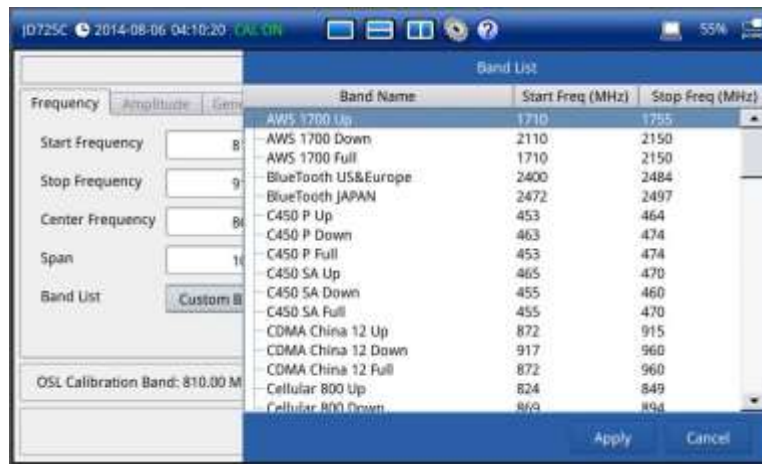 JD725C 2014-08-06 04:10:20 CAL ON 55%
Band List
Frequency Amplitude
Band Name Start Freq (MHz) Stop Freq (MHz)
AWS 1700 Up 1710 1755
Start Frequency AWS 1700 Down 2110 2150
AWS 1700 Full 1710 2150
Stop Frequency BlueTooth US&Europe 2400 2484
BlueTooth JAPAN 2472 2497
Center Frequency C450 P Up 453 464
C450 P Down 463 474
Span C450 P Full 453 474
C450 SA Up 465 470
Band List Custom B C450 SA Down 455 460
C450 SA Full 455 470
CDMA China 12 Up 872 915
CDMA China 12 Down 917 960
CDMA China 12 Full 872 960
OSL Calibration Band: 810.00 M Cellular 800 Up 824 849
Cellular 800 Down 869 894
Apply Cancel